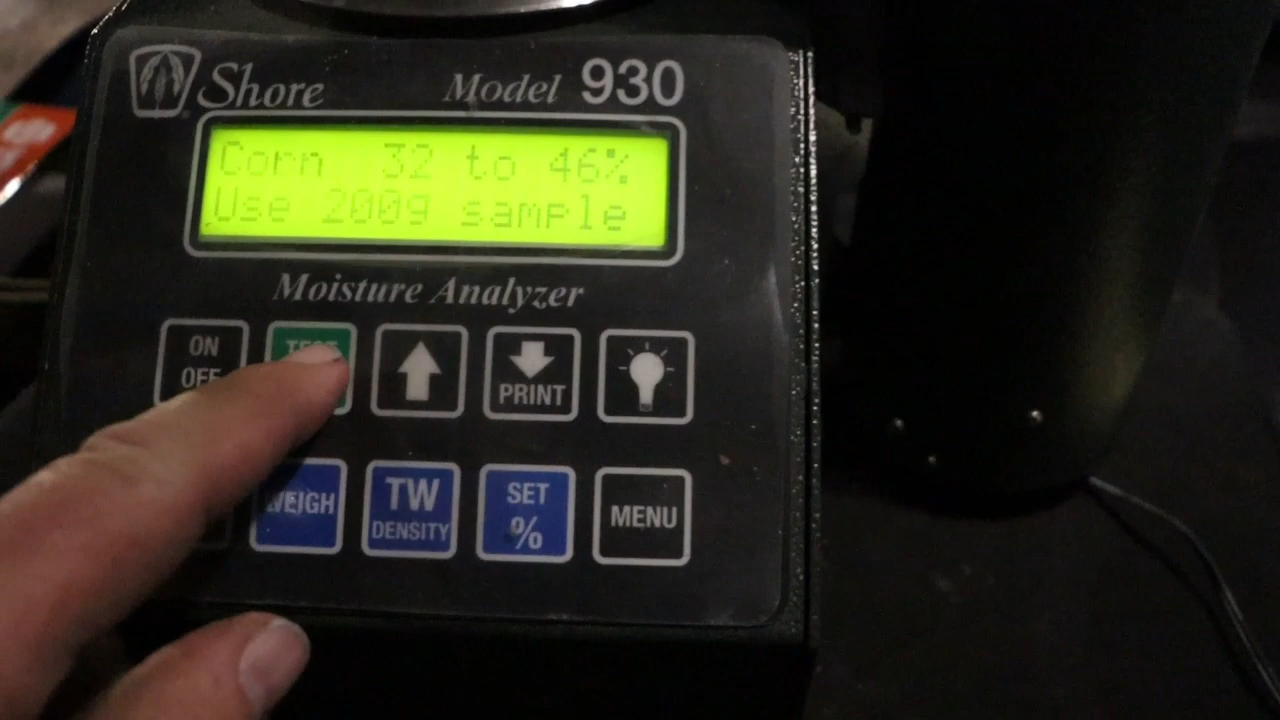 Shore Model 930
Corn 32 to 46%
Use 200g sample
Moisture Analyzer
ON
OFF
TEST
PRINT
WEIGH
TW
DENSITY
SET
%
MENU